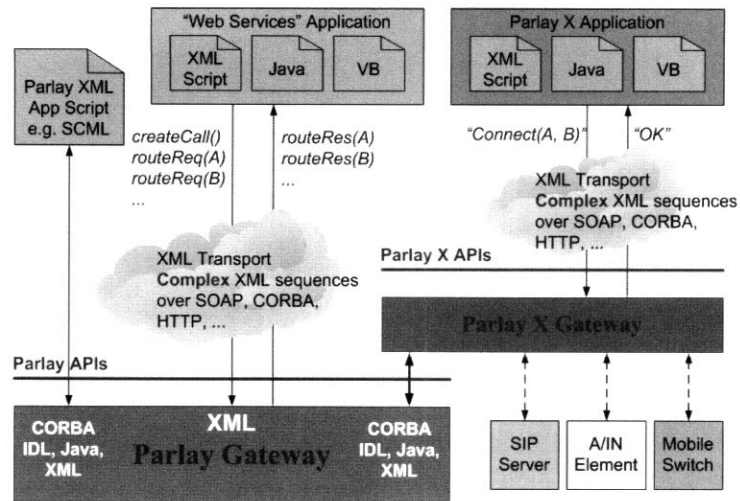 "Web Services" Application
XML
Script
Java
VB
Parlay X Application
XML
Script
Java
VB
Parlay XML
App Script
e.g. SCML
createCall()
routeReq(A)
routeReq(B)
...
routeRes(A)
routeRes(B)
...
"Connect(A, B)"
"OK"
XML Transport
Complex XML sequences
over SOAP, CORBA,
HTTP, ...
XML Transport
Complex XML sequences
over SOAP, CORBA,
HTTP, ...
Parlay X APIs
Parlay X Gateway
Parlay APIs
CORBA
IDL, Java,
XML
XML
Parlay Gateway
CORBA
IDL, Java,
XML
SIP
Server
A/IN
Element
Mobile
Switch